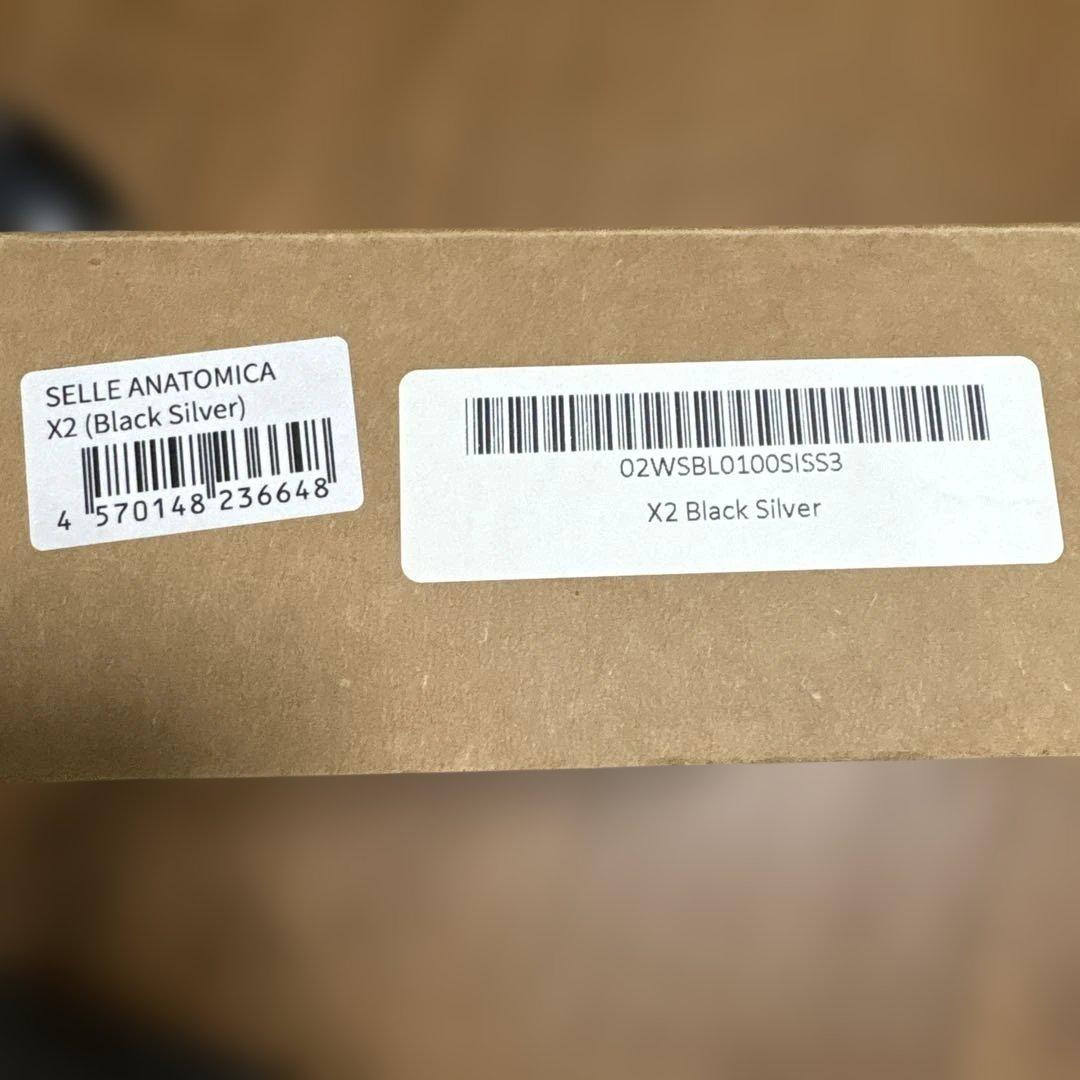 SELLE ANATOMICA
X2 (Black Silver)
4 570148 236648
02WSBL0100SISS3
X2 Black Silver